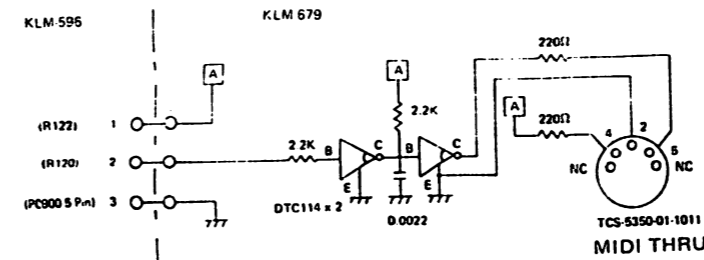 KLM-596
KLM 679
A
(R122) 1
(R120) 2
(PC900 5 Pin) 3
2.2K
B
C
E
DTC114 x 2
A
2.2K
0.0022
B
C
E
220Ω
A
220Ω
4
2
5
NC
NC
TCS-5350-01-1011
MIDI THRU